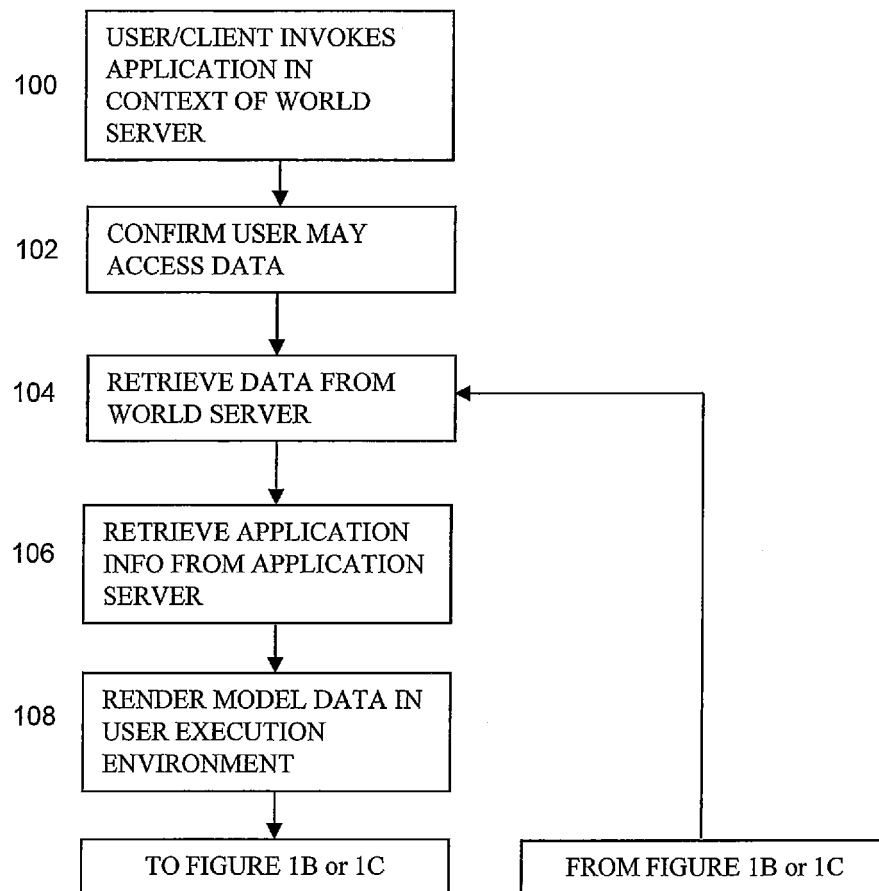 100
USER/CLIENT INVOKES
APPLICATION IN
CONTEXT OF WORLD
SERVER
102
CONFIRM USER MAY
ACCESS DATA
104
RETRIEVE DATA FROM
WORLD SERVER
106
RETRIEVE APPLICATION
INFO FROM APPLICATION
SERVER
108
RENDER MODEL DATA IN
USER EXECUTION
ENVIRONMENT
TO FIGURE 1B or 1C
FROM FIGURE 1B or 1C